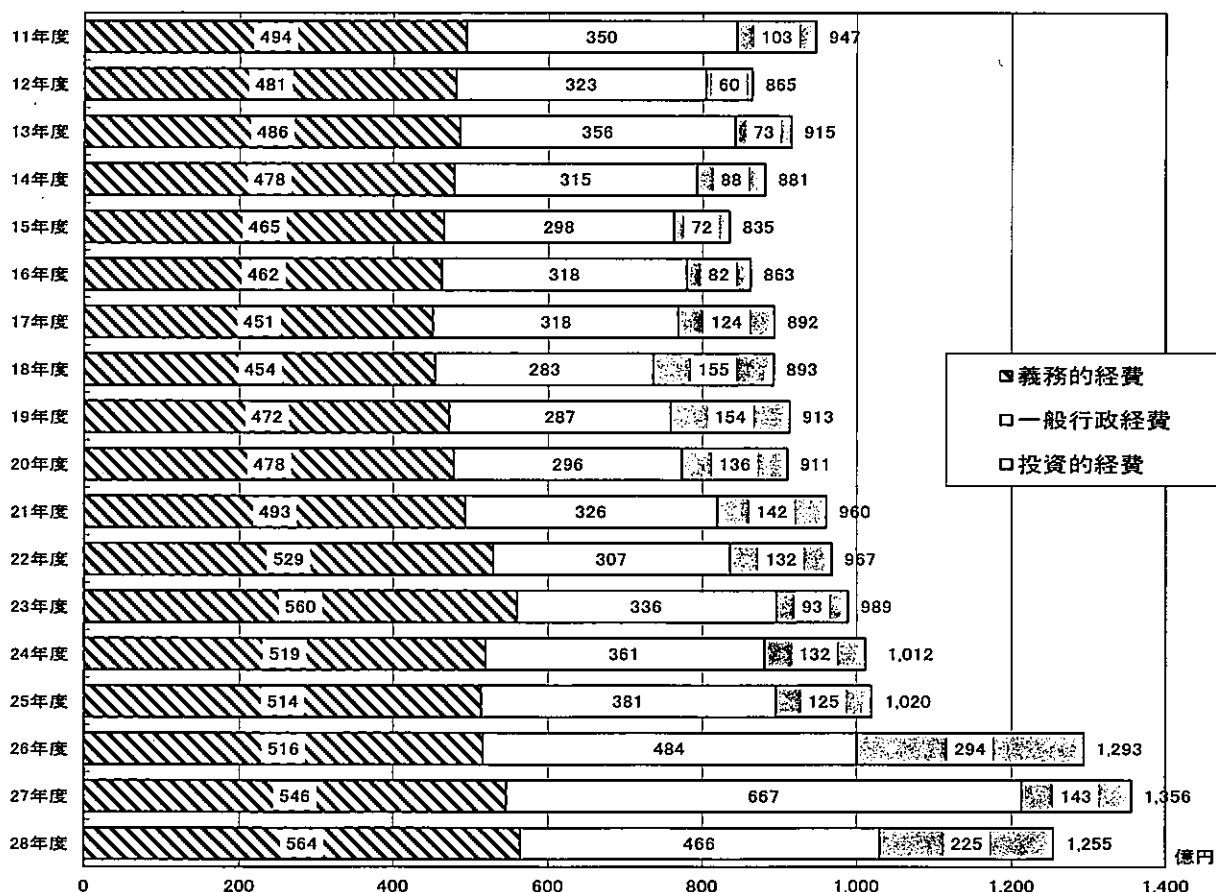 11年度 494 350 103 947
12年度 481 323 60 865
13年度 486 356 73 915
14年度 478 315 88 881
15年度 465 298 72 835
16年度 462 318 82 863
17年度 451 318 124 892
18年度 454 283 155 893
19年度 472 287 154 913
20年度 478 296 136 911
21年度 493 326 142 960
22年度 529 307 132 967
23年度 560 336 93 989
24年度 519 361 132 1,012
25年度 514 381 125 1,020
26年度 516 484 294 1,293
27年度 546 667 143 1,356
28年度 564 466 225 1,255
義務的経費
一般行政経費
投資的経費
億円
0 200 400 600 800 1,000 1,200 1,400